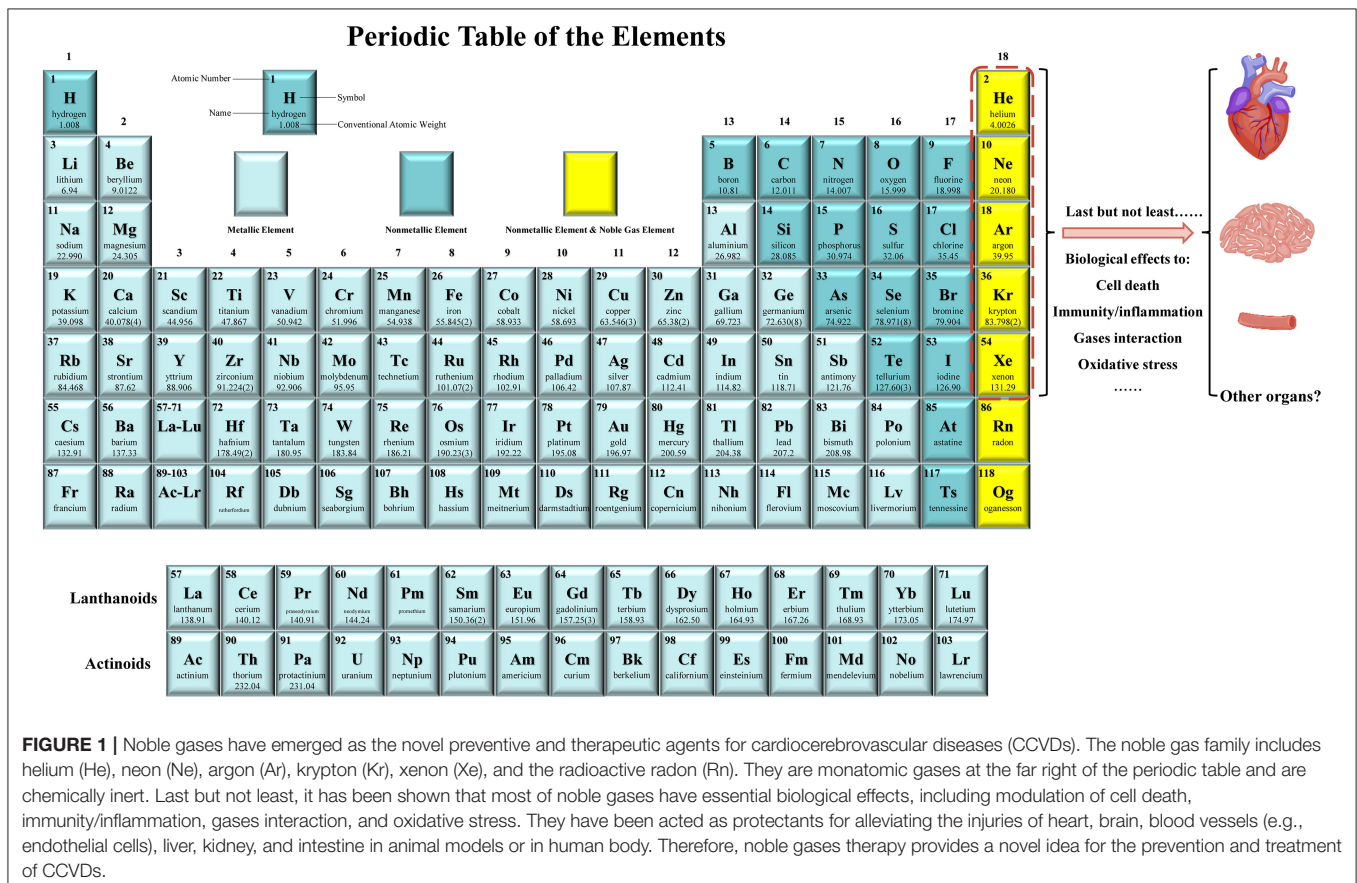 Periodic Table of the Elements
1
18
1
H
hydrogen
1.008
Atomic Number
Name
1
H
hydrogen
1.008
Symbol
Conventional Atomic Weight
2
He
helium
4.0026
2
13
14
15
16
17
3
Li
lithium
6.94
4
Be
beryllium
9.0122
5
B
boron
10.81
6
C
carbon
12.011
7
N
nitrogen
14.007
8
O
oxygen
15.999
9
F
fluorine
18.998
10
Ne
neon
20.180
Metallic Element
Nonmetallic Element
Nonmetallic Element & Noble Gas Element
11
Na
sodium
22.990
12
Mg
magnesium
24.305
3
4
5
6
7
8
9
10
11
12
13
Al
aluminium
26.982
14
Si
silicon
28.085
15
P
phosphorus
30.974
16
S
sulfur
32.06
17
Cl
chlorine
35.45
18
Ar
argon
39.95
19
K
potassium
39.098
20
Ca
calcium
40.078(4)
21
Sc
scandium
44.956
22
Ti
titanium
47.867
23
V
vanadium
50.942
24
Cr
chromium
51.996
25
Mn
manganese
54.938
26
Fe
iron
55.845(2)
27
Co
cobalt
58.933
28
Ni
nickel
58.693
29
Cu
copper
63.546(3)
30
Zn
zinc
65.38(2)
31
Ga
gallium
69.723
32
Ge
germanium
72.630(8)
33
As
arsenic
74.922
34
Se
selenium
78.971(8)
35
Br
bromine
79.904
36
Kr
krypton
83.798(2)
37
Rb
rubidium
84.468
38
Sr
strontium
87.62
39
Y
yttrium
88.906
40
Zr
zirconium
91.224(2)
41
Nb
niobium
92.906
42
Mo
molybdenum
95.95
43
Tc
technetium
44
Ru
ruthenium
101.07(2)
45
Rh
rhodium
102.91
46
Pd
palladium
106.42
47
Ag
silver
107.87
48
Cd
cadmium
112.41
49
In
indium
114.82
50
Sn
tin
118.71
51
Sb
antimony
121.76
52
Te
tellurium
127.60(3)
53
I
iodine
126.90
54
Xe
xenon
131.29
55
Cs
caesium
132.91
56
Ba
barium
137.33
57-71
La-Lu
72
Hf
hafnium
178.49(2)
73
Ta
tantalum
180.95
74
W
tungsten
183.84
75
Re
rhenium
186.21
76
Os
osmium
190.23(3)
77
Ir
iridium
192.22
78
Pt
platinum
195.08
79
Au
gold
196.97
80
Hg
mercury
200.59
81
Tl
thallium
204.38
82
Pb
lead
207.2
83
Bi
bismuth
208.98
84
Po
polonium
85
At
astatine
86
Rn
radon
87
Fr
francium
88
Ra
radium
89-103
Ac-Lr
104
Rf
rutherfordium
105
Db
dubnium
106
Sg
seaborgium
107
Bh
bohrium
108
Hs
hassium
109
Mt
meitnerium
110
Ds
darmstadtium
111
Rg
roentgenium
112
Cn
copernicium
113
Nh
nihonium
114
Fl
flerovium
115
Mc
moscovium
116
Lv
livermorium
117
Ts
tennessine
118
Og
oganesson
Last but not least……
Biological effects to:
Cell death
Immunity/inflammation
Gases interaction
Oxidative stress
……
Other organs?
Lanthanoids
57
La
lanthanum
138.91
58
Ce
cerium
140.12
59
Pr
praseodymium
140.91
60
Nd
neodymium
144.24
61
Pm
promethium
62
Sm
samarium
150.36(2)
63
Eu
europium
151.96
64
Gd
gadolinium
157.25(3)
65
Tb
terbium
158.93
66
Dy
dysprosium
162.50
67
Ho
holmium
164.93
68
Er
erbium
167.26
69
Tm
thulium
168.93
70
Yb
ytterbium
173.05
71
Lu
lutetium
174.97
Actinoids
89
Ac
actinium
90
Th
thorium
232.04
91
Pa
protactinium
231.04
92
U
uranium
93
Np
neptunium
94
Pu
plutonium
95
Am
americium
96
Cm
curium
97
Bk
berkelium
98
Cf
californium
99
Es
einsteinium
100
Fm
fermium
101
Md
mendelevium
102
No
nobelium
103
Lr
lawrencium
FIGURE 1 | Noble gases have emerged as the novel preventive and therapeutic agents for cardiocerebrovascular diseases (CCVDs). The noble gas family includes
helium (He), neon (Ne), argon (Ar), krypton (Kr), xenon (Xe), and the radioactive radon (Rn). They are monatomic gases at the far right of the periodic table and are
chemically inert. Last but not least, it has been shown that most of noble gases have essential biological effects, including modulation of cell death,
immunity/inflammation, gases interaction, and oxidative stress. They have been acted as protectants for alleviating the injuries of heart, brain, blood vessels (e.g.,
endothelial cells), liver, kidney, and intestine in animal models or in human body. Therefore, noble gases therapy provides a novel idea for the prevention and treatment
of CCVDs.